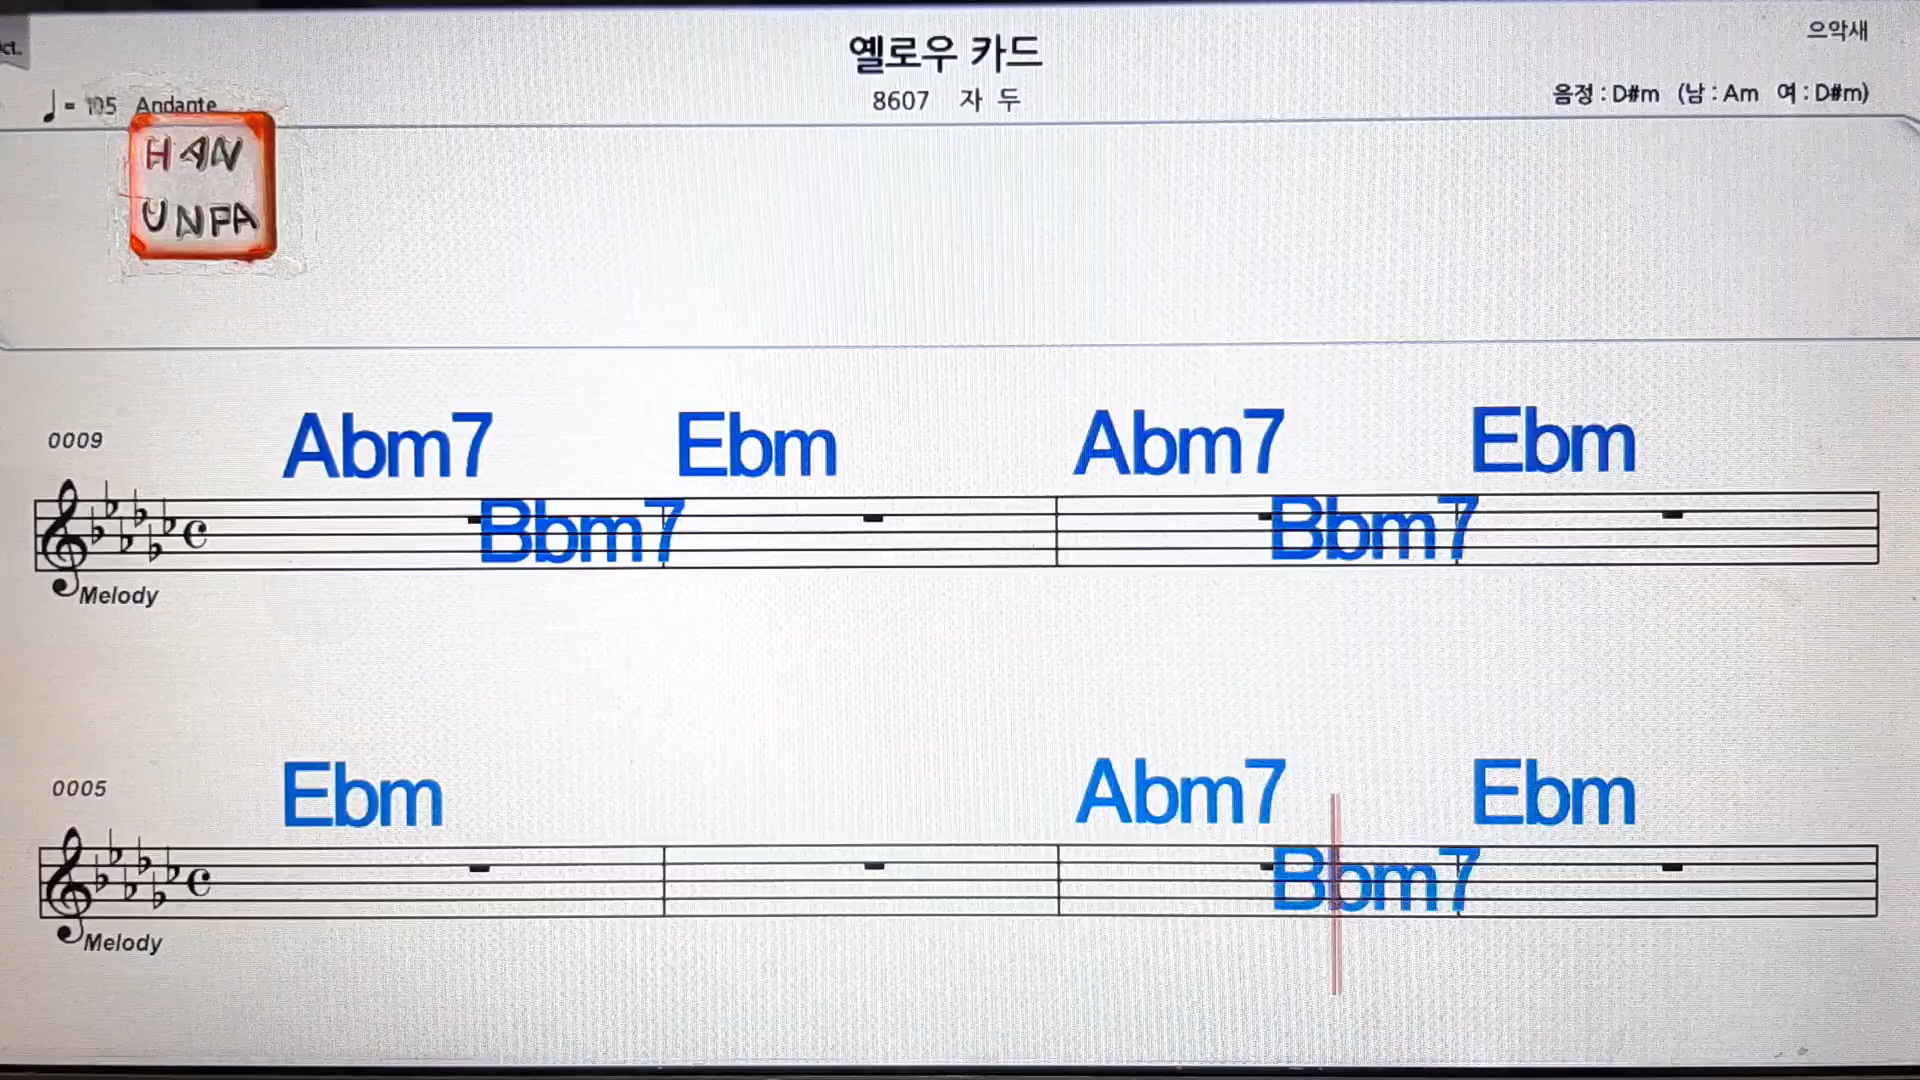 ct.
으악새
옐로우 카드
♩= 105 Andante
8607 자 두
음정 : D#m (남 : Am 여 : D#m)
HAN
UNFA
0009
Abm7 Ebm Abm7 Ebm
Bbm7 Bbm7
Melody
0005
Ebm Abm7 Ebm
Bbm7
Melody